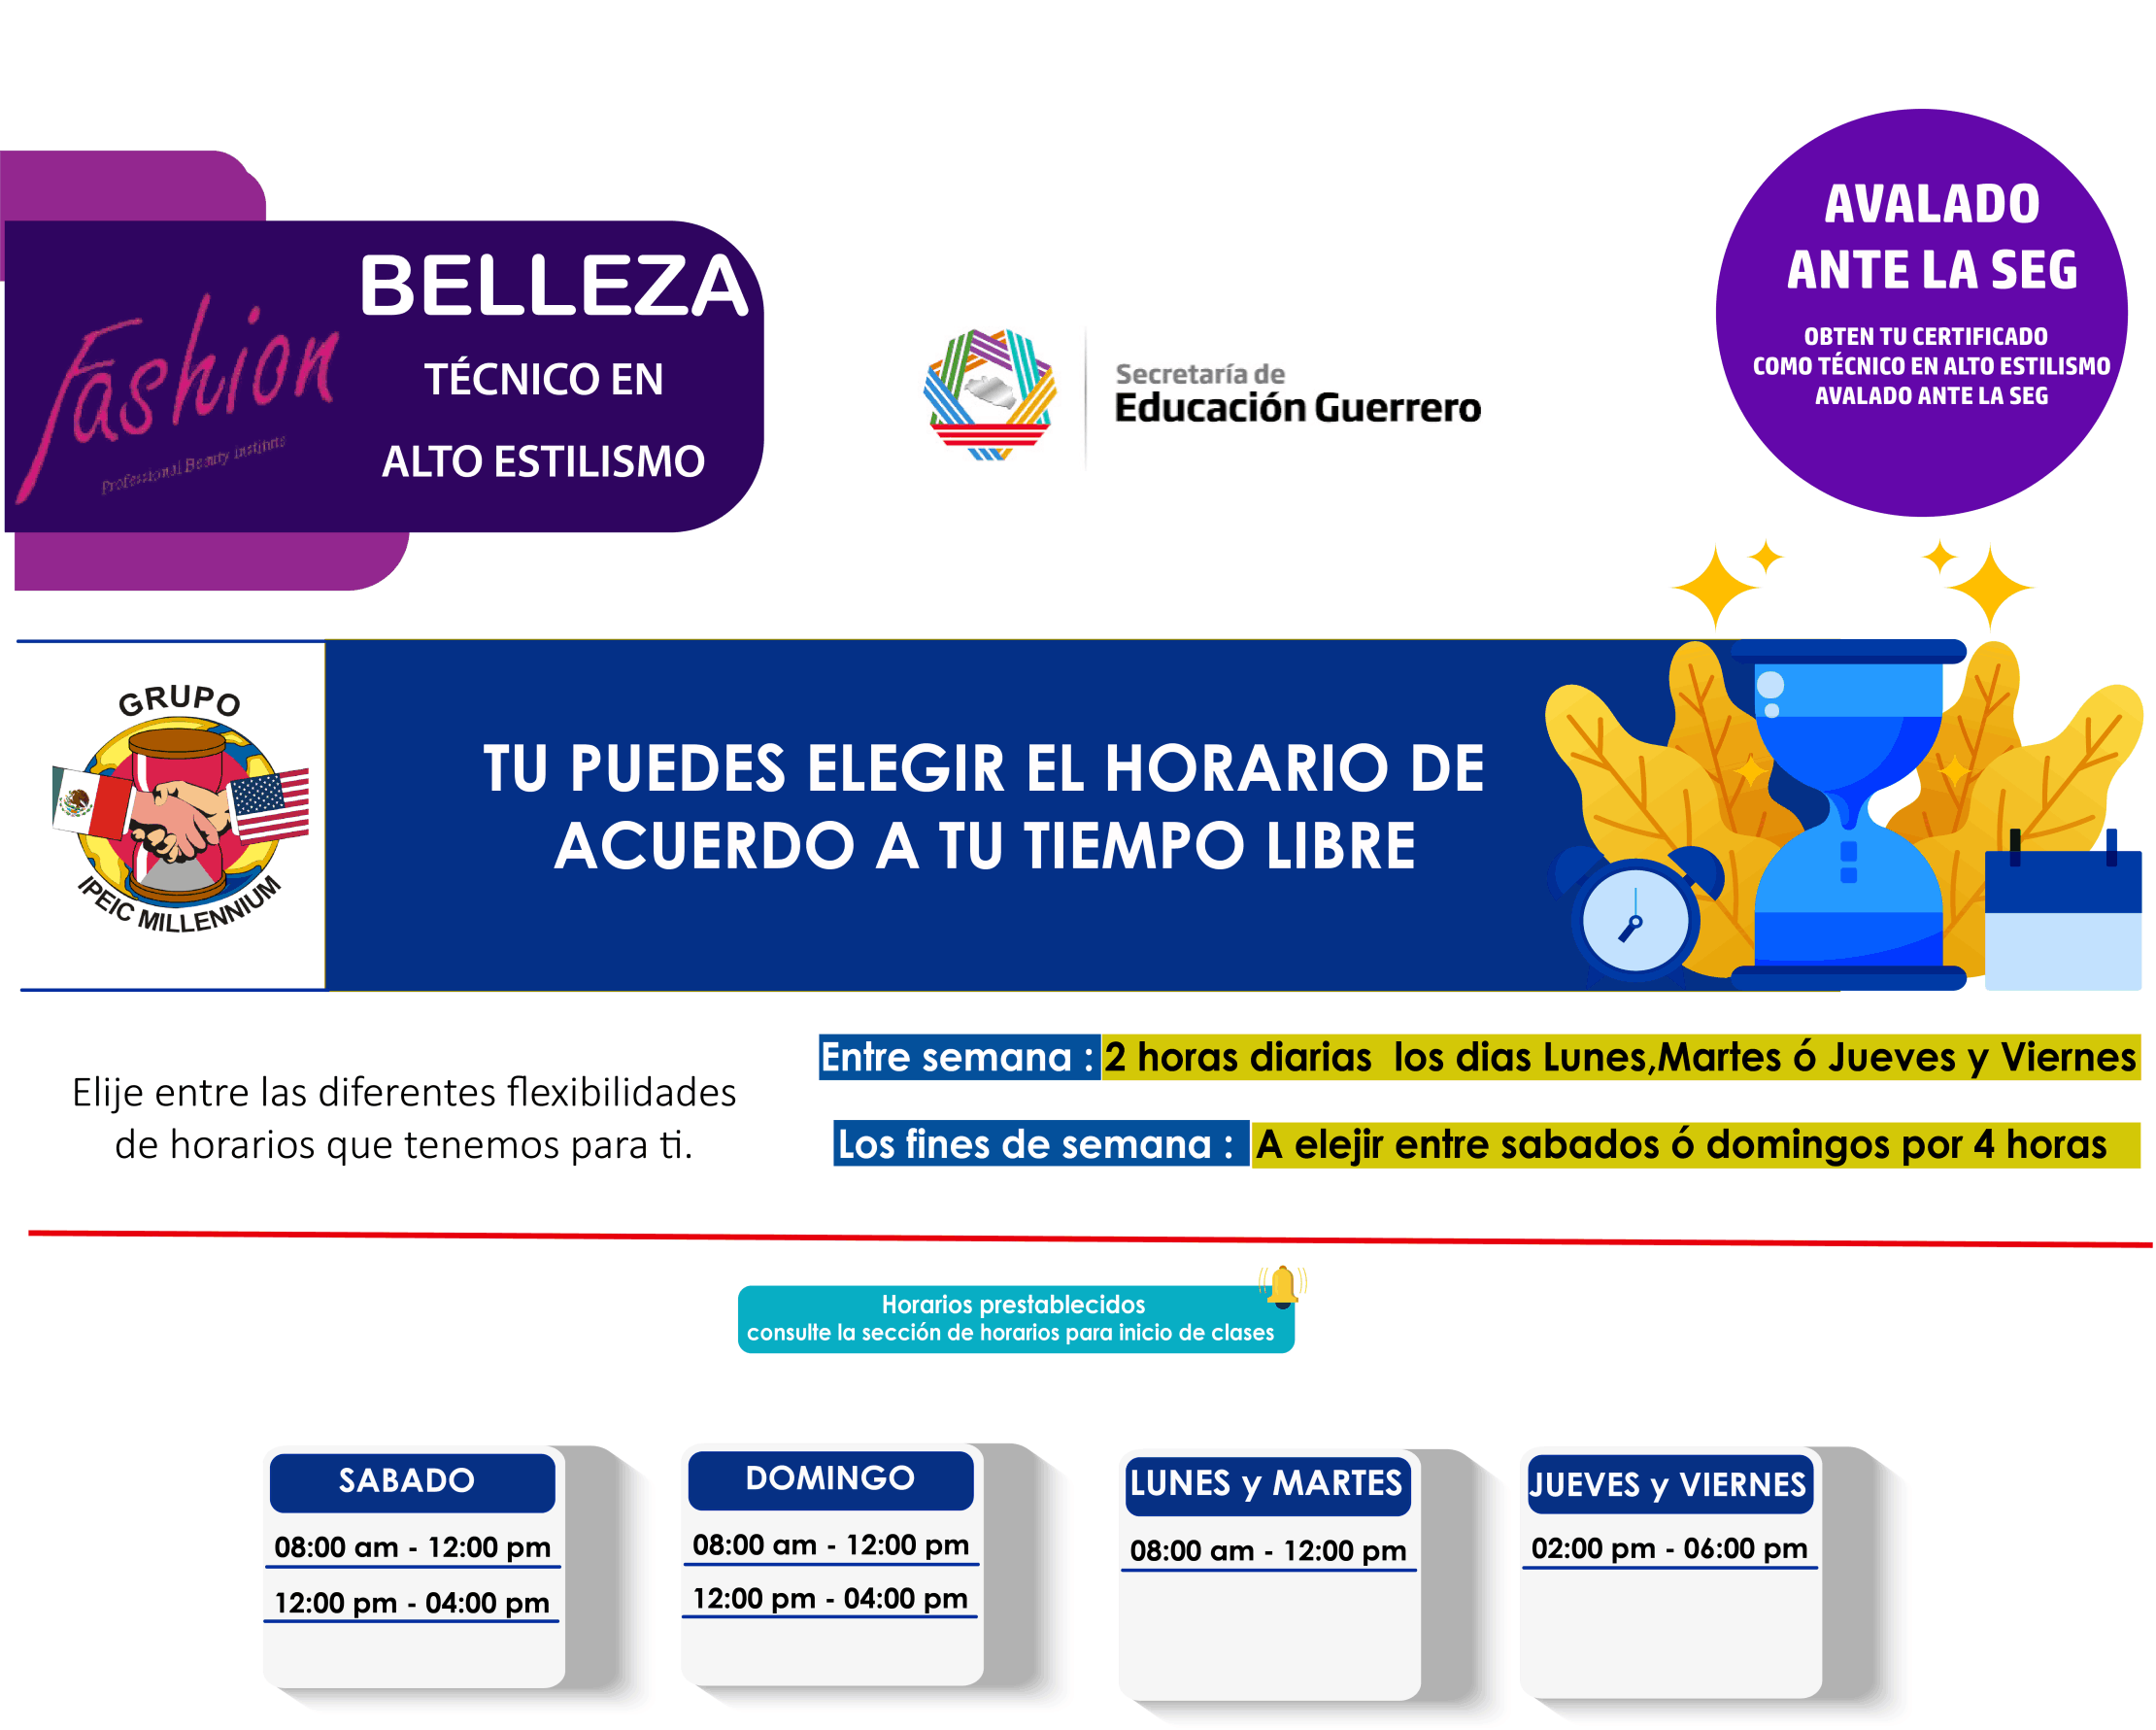 AVALADO
ANTE LA SEG
OBTEN TU CERTIFICADO
COMO TÉCNICO EN ALTO ESTILISMO
AVALADO ANTE LA SEG
Fashion
Professional Beauty Institute
BELLEZA
TÉCNICO EN
ALTO ESTILISMO
Secretaría de
Educación Guerrero
GRUPO
IPEIC MILLENNIUM
TU PUEDES ELEGIR EL HORARIO DE
ACUERDO A TU TIEMPO LIBRE
Elije entre las diferentes flexibilidades
de horarios que tenemos para ti.
Entre semana : 2 horas diarias los dias Lunes,Martes ó Jueves y Viernes
Los fines de semana : A elejir entre sabados ó domingos por 4 horas
Horarios prestablecidos
consulte la sección de horarios para inicio de clases
SABADO
08:00 am - 12:00 pm
12:00 pm - 04:00 pm
DOMINGO
08:00 am - 12:00 pm
12:00 pm - 04:00 pm
LUNES y MARTES
08:00 am - 12:00 pm
JUEVES y VIERNES
02:00 pm - 06:00 pm